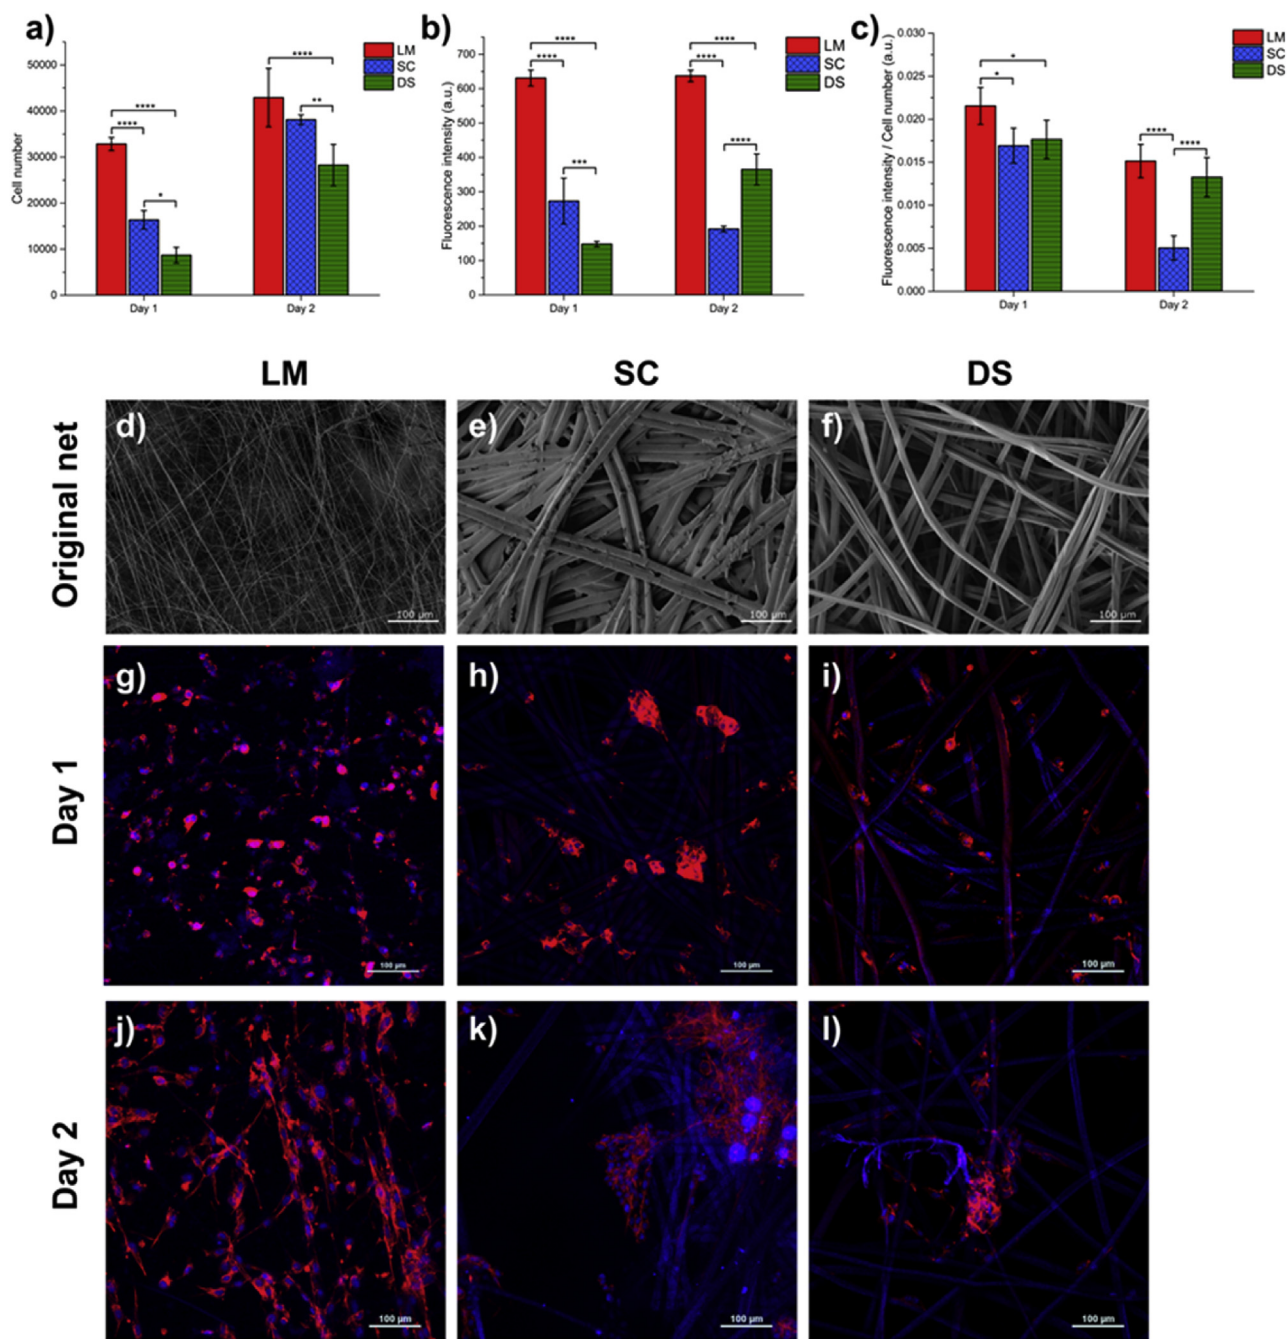 a)
50000
40000
30000
20000
10000
0
Cell number
Day 1
Day 2
****
****
*
****
**
LM
SC
DS
b)
700
600
500
400
300
200
100
0
Fluorescence intensity (a.u.)
Day 1
Day 2
****
****
***
****
****
****
LM
SC
DS
c)
0.030
0.025
0.020
0.015
0.010
0.005
0.000
Fluorescence intensity / Cell number (a.u.)
Day 1
Day 2
*
*
****
****
LM
SC
DS
LM
SC
DS
Original net
d)
100 µm
e)
100 µm
f)
100 µm
Day 1
g)
100 µm
h)
100 µm
i)
100 µm
Day 2
j)
100 µm
k)
100 µm
l)
100 µm